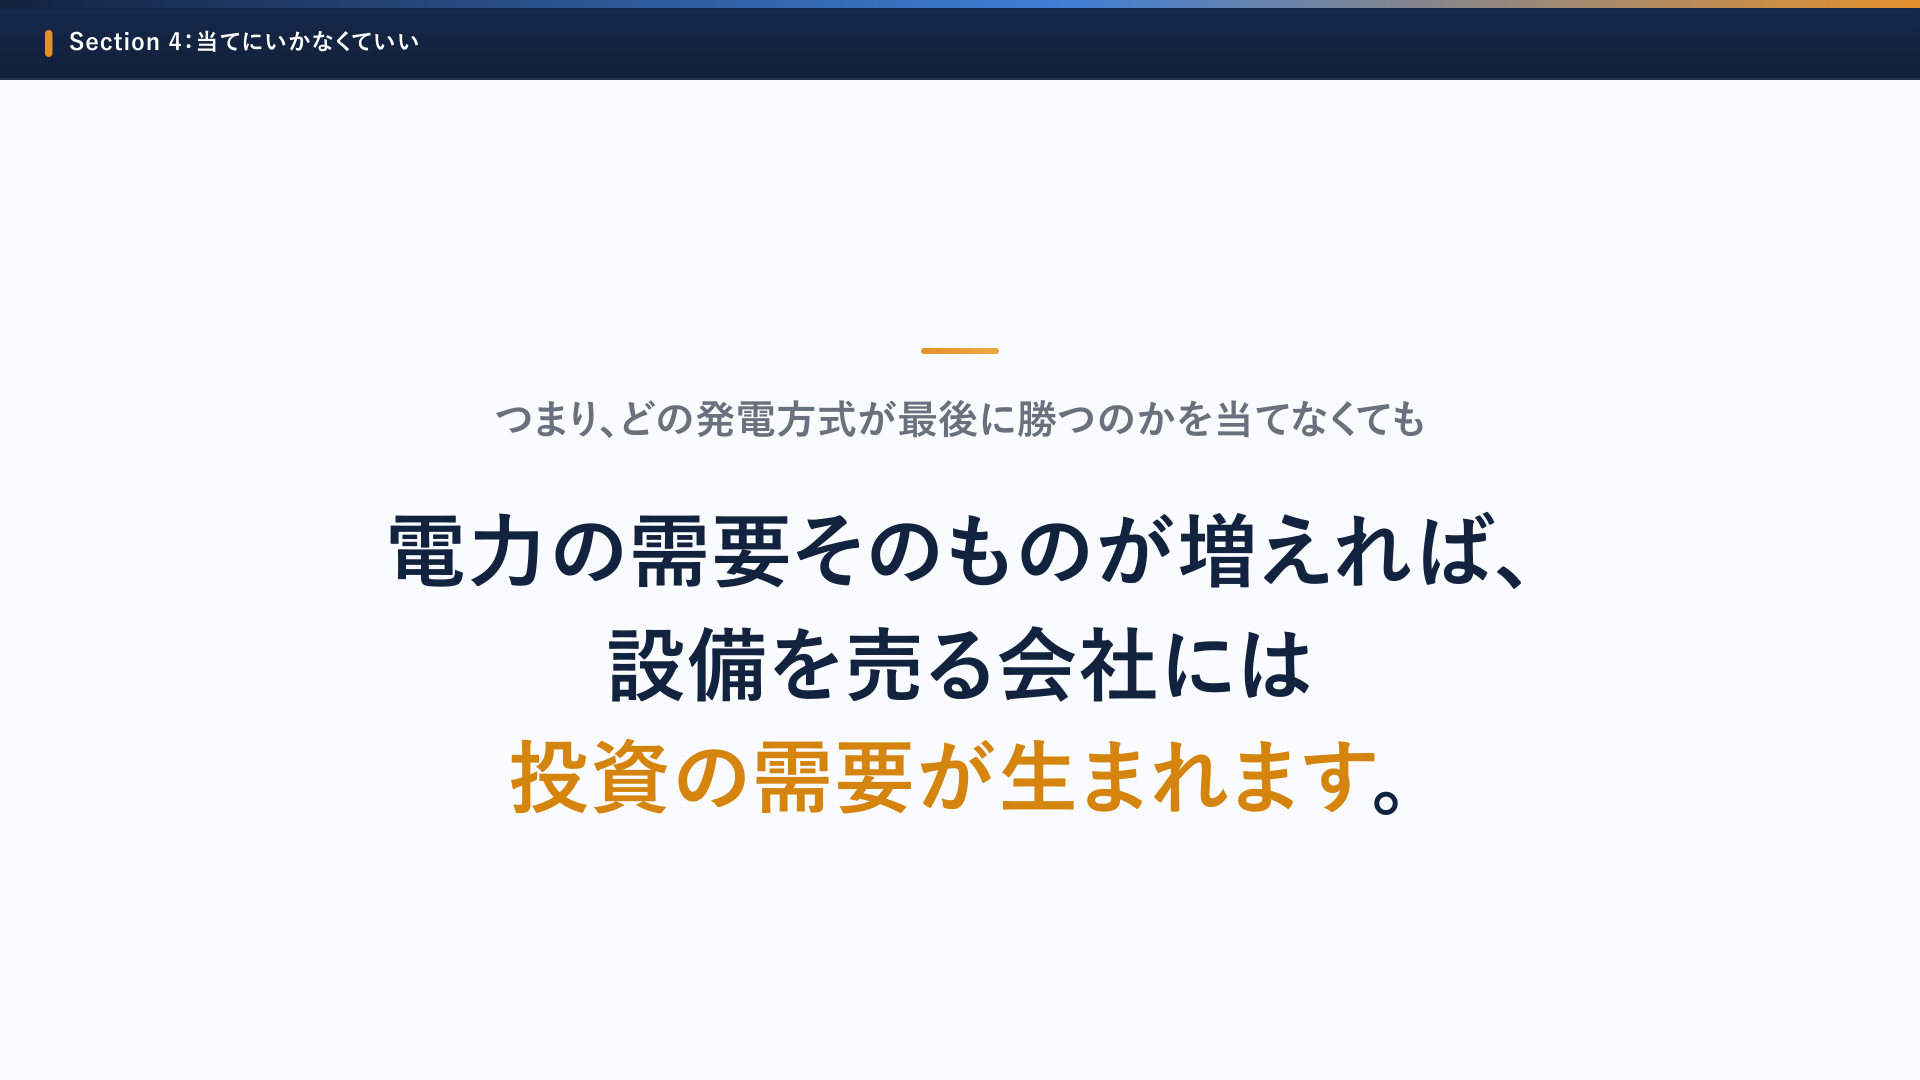 Section 4：当てにいかなくていい
つまり、どの発電方式が最後に勝つのかを当てなくても
電力の需要そのものが増えれば、
設備を売る会社には
投資の需要が生まれます。